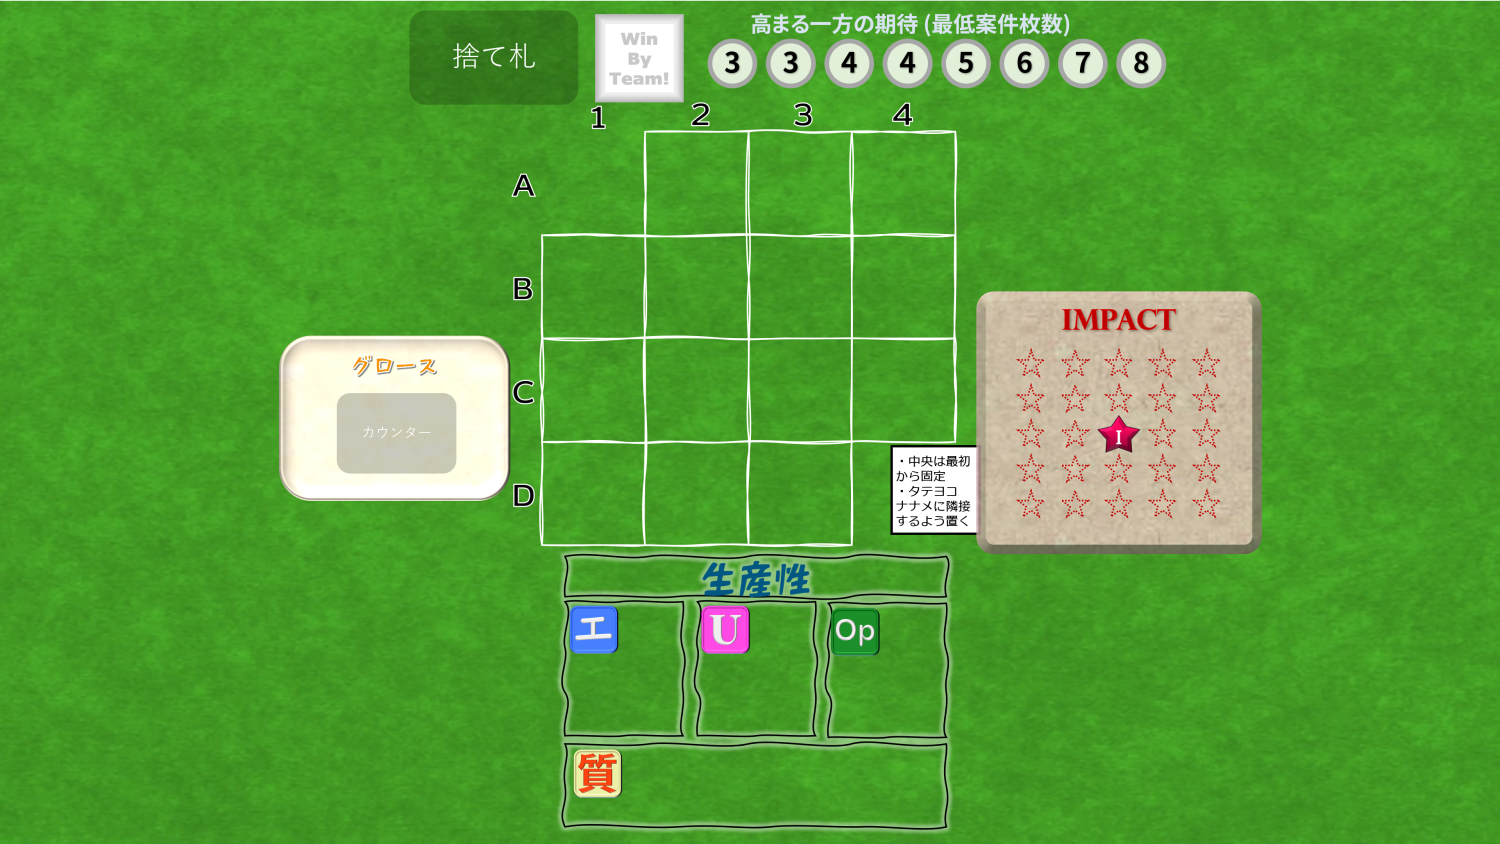 捨て札
Win
By
Team!
高まる一方の期待 (最低案件枚数)
3 3 4 4 5 6 7 8
1 2 3 4
A
B
C
D
グロース
カウンター
IMPACT
I
・中央は最初
から固定
・タテヨコ
ナナメに隣接
するよう置く
生産性
エ
U
Op
質